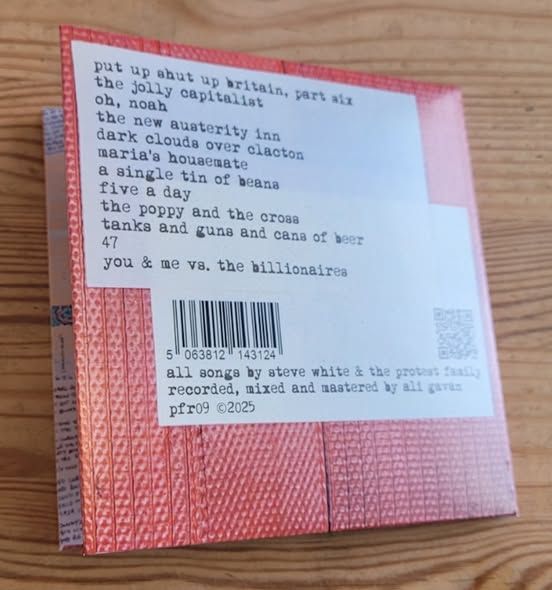 put up shut up britain, part six
the jolly capitalist
oh, noah
the new austerity inn
dark clouds over clacton
maria's housemate
a single tin of beans
five a day
the poppy and the cross
tanks and guns and cans of beer
47
you & me vs. the billionaires
5 063812 143124
all songs by steve white & the protest family
recorded, mixed and mastered by ali gavan
pfr09 ©2025